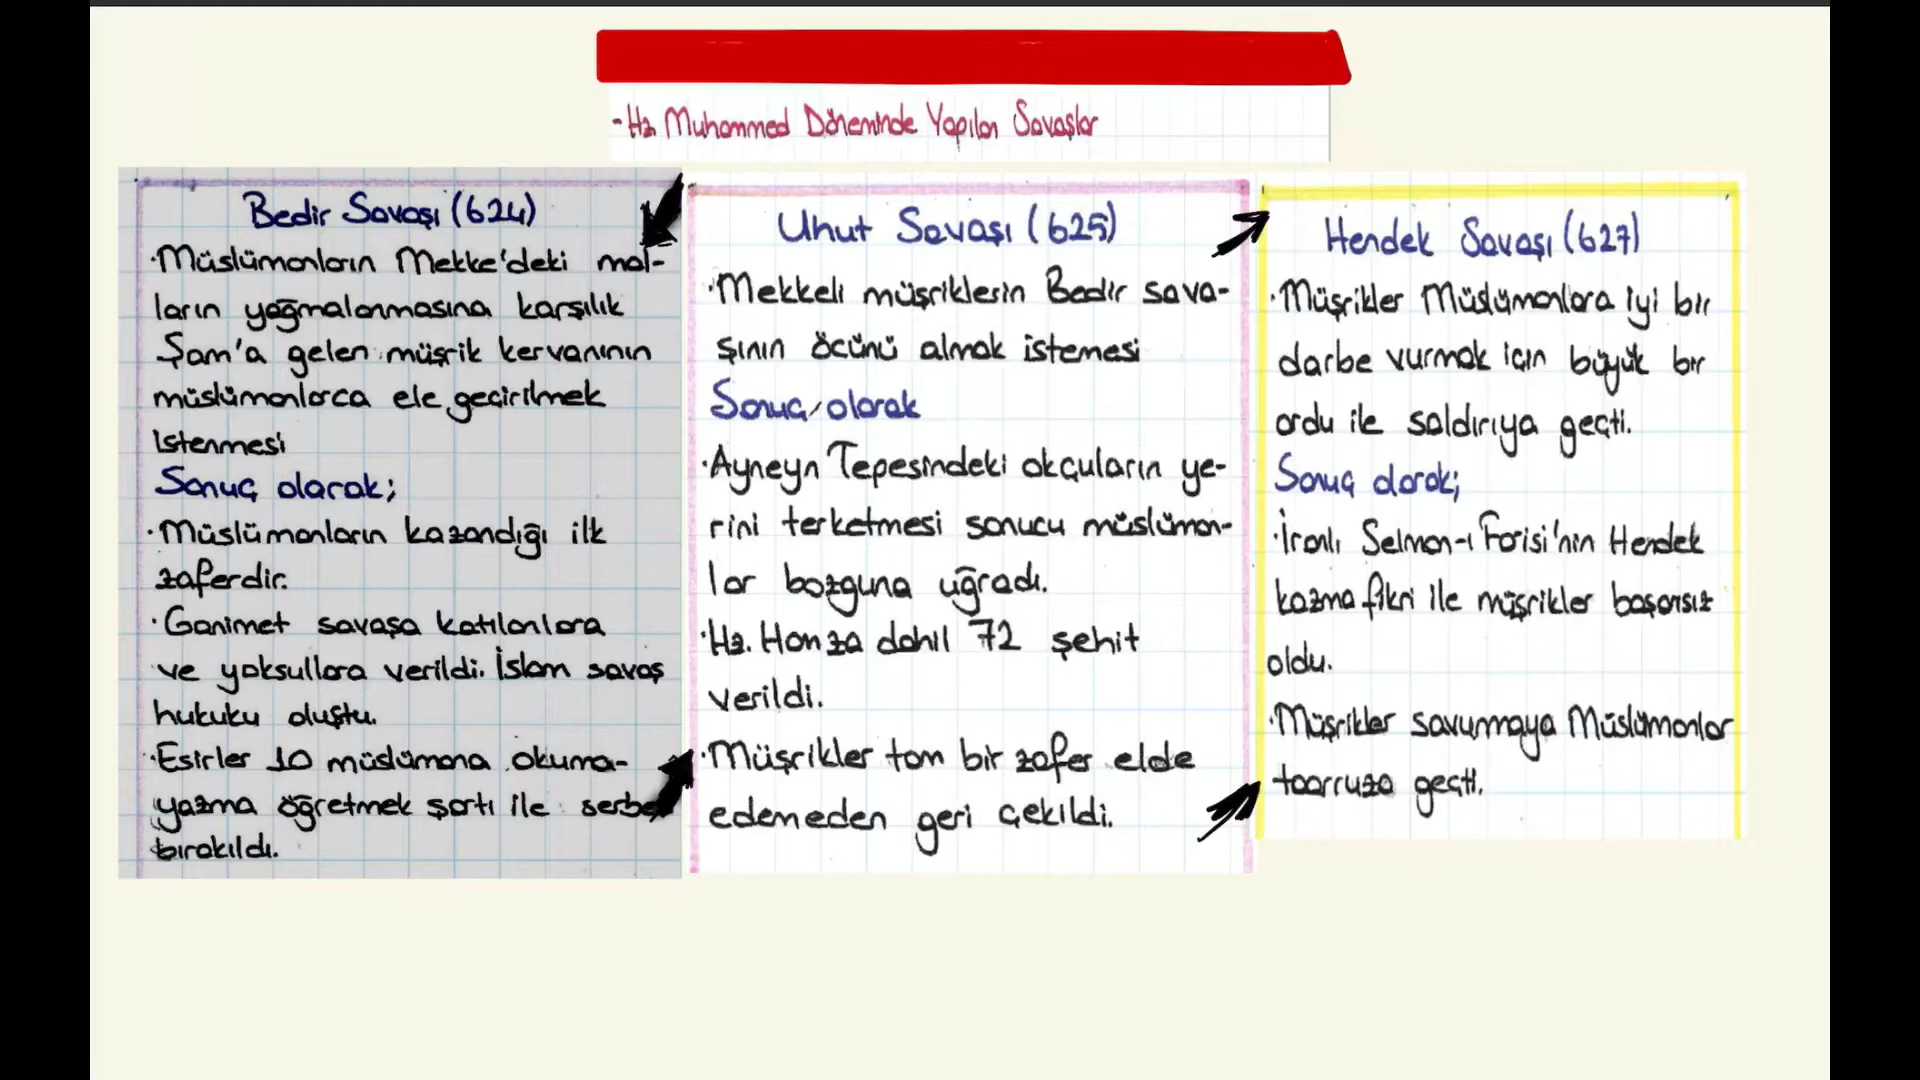 -Hz. Muhammed Döneminde Yapılan Savaşlar
Bedir Savaşı (624)
·Müslümanların Mekke'deki mal-
ların yağmalanmasına karşılık
Şam'a gelen müşrik kervanının
müslümanlarca ele geçirilmek
istenmesi
Sonuç olarak;
·Müslümanların kazandığı ilk
zaferdir.
·Ganimet savaşa katılanlara
ve yoksullara verildi. İslam savaş
hukuku oluştu.
·Esirler 10 müslümana okuma-
yazma öğretmek şartı ile serbe
bırakıldı.
Uhut Savaşı (625)
·Mekkeli müşriklerin Bedir sava-
şının öcünü almak istemesi
Sonuç olarak
·Ayneyn Tepesindeki okçuların ye-
rini terketmesi sonucu müslüman-
lar bozguna uğradı.
·Hz. Hamza dahil 72 şehit
verildi.
·Müşrikler tam bir zafer elde
edemeden geri çekildi.
Hendek Savaşı (627)
·Müşrikler Müslümanlara iyi bir
darbe vurmak için büyük bir
ordu ile saldırıya geçti.
Sonuç olarak;
·İranlı Selman-ı Farisi'nin Hendek
kazma fikri ile müşrikler başarısız
oldu.
·Müşrikler savunmaya Müslümanlar
taarruza geçti.